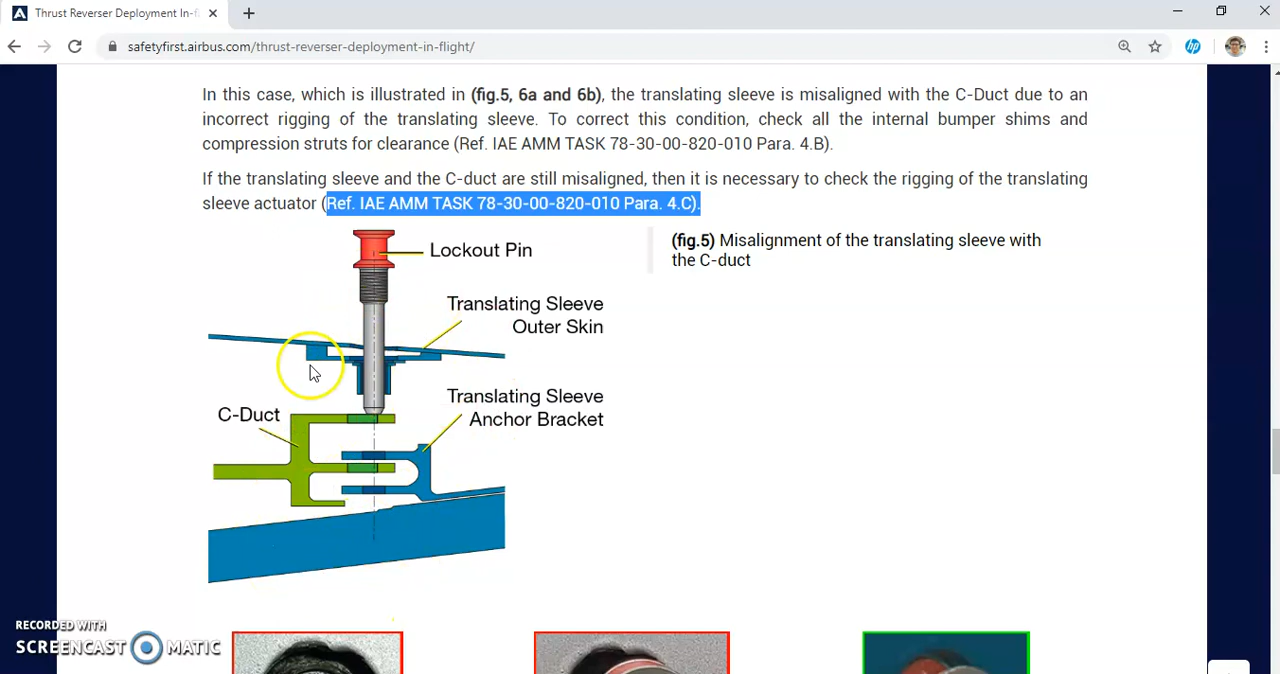 Thrust Reverser Deployment In-f
safetyfirst.airbus.com/thrust-reverser-deployment-in-flight/
In this case, which is illustrated in (fig.5, 6a and 6b), the translating sleeve is misaligned with the C-Duct due to an
incorrect rigging of the translating sleeve. To correct this condition, check all the internal bumper shims and
compression struts for clearance (Ref. IAE AMM TASK 78-30-00-820-010 Para. 4.B).
If the translating sleeve and the C-duct are still misaligned, then it is necessary to check the rigging of the translating
sleeve actuator (Ref. IAE AMM TASK 78-30-00-820-010 Para. 4.C).
(fig.5) Misalignment of the translating sleeve with
the C-duct
Lockout Pin
Translating Sleeve
Outer Skin
Translating Sleeve
Anchor Bracket
C-Duct
RECORDED WITH
SCREENCAST MATIC